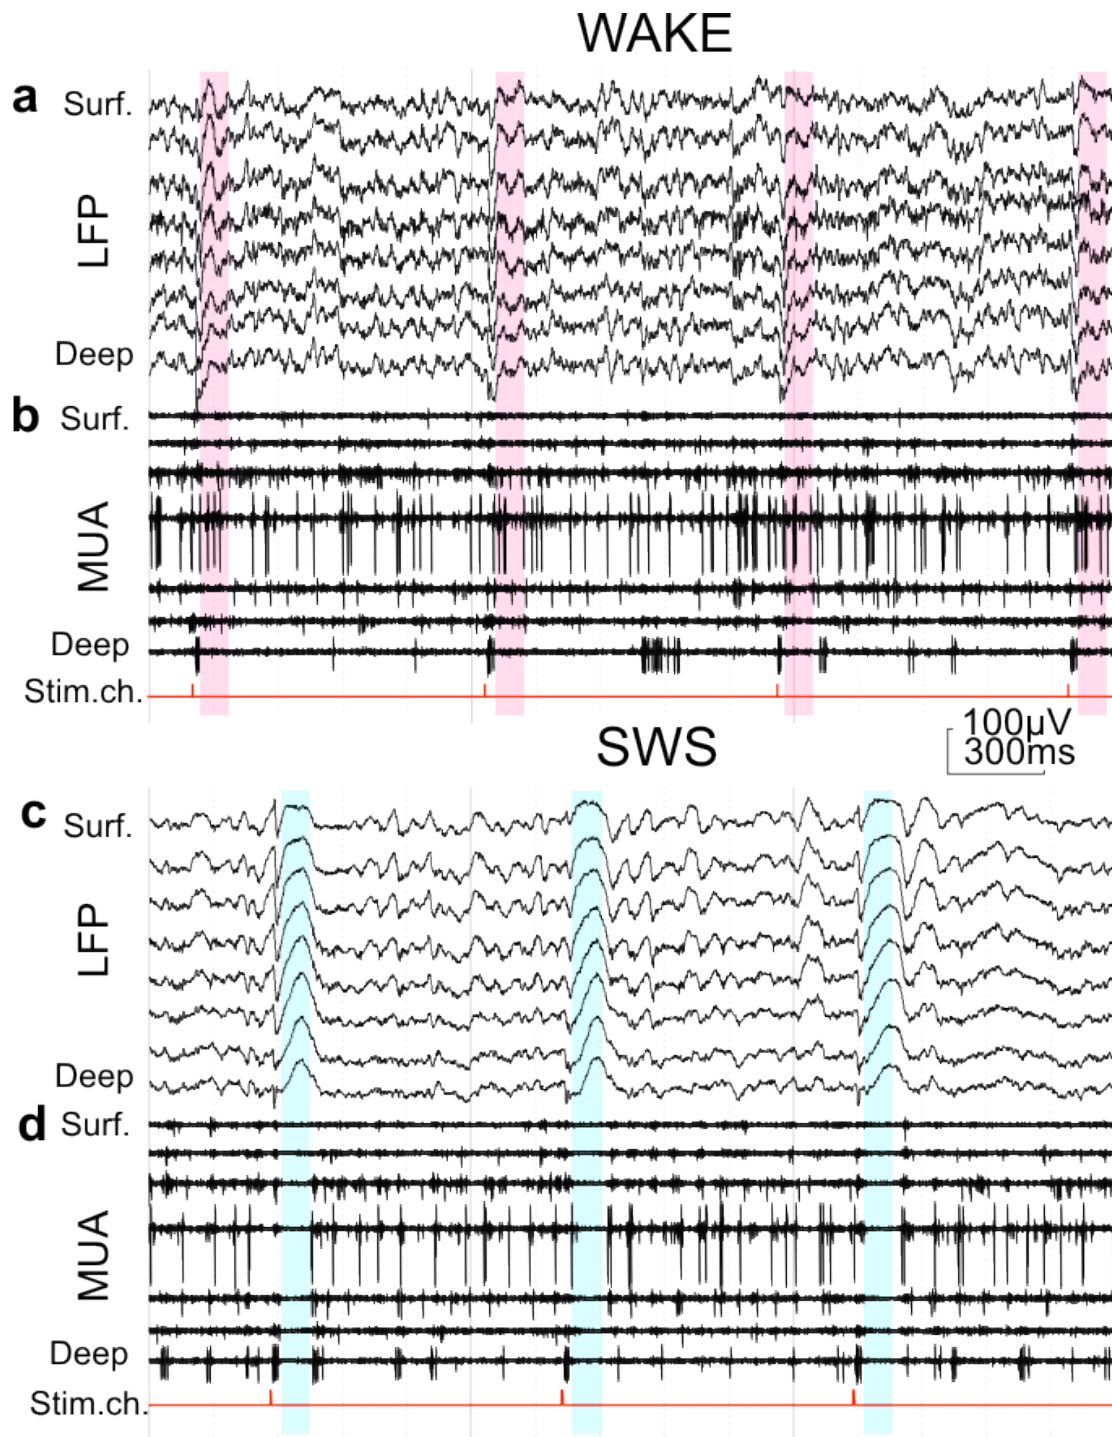 WAKE
a
Surf.
LFP
Deep
b
Surf.
MUA
Deep
Stim.ch.
100µV
300ms
SWS
c
Surf.
LFP
Deep
d
Surf.
MUA
Deep
Stim.ch.